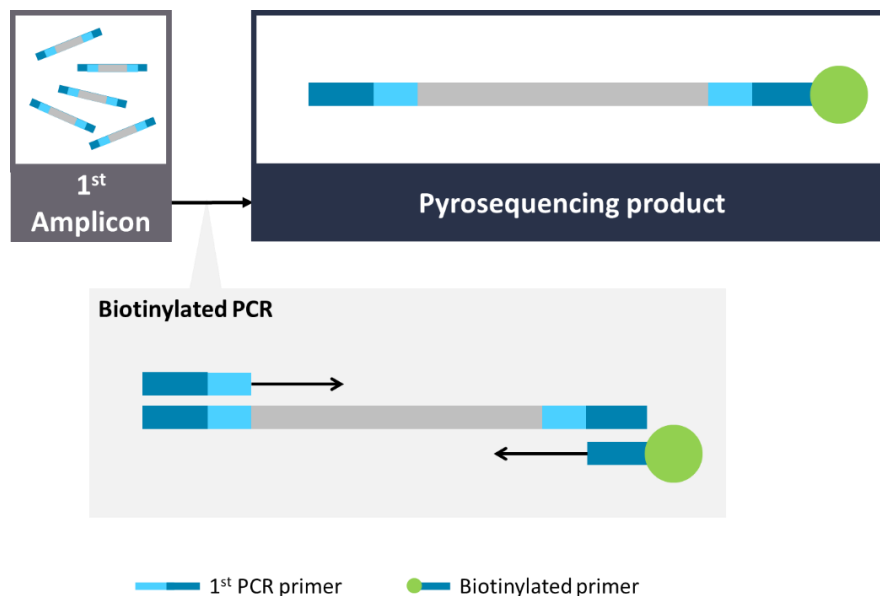 1st
Amplicon
Pyrosequencing product
Biotinylated PCR
1st PCR primer
Biotinylated primer